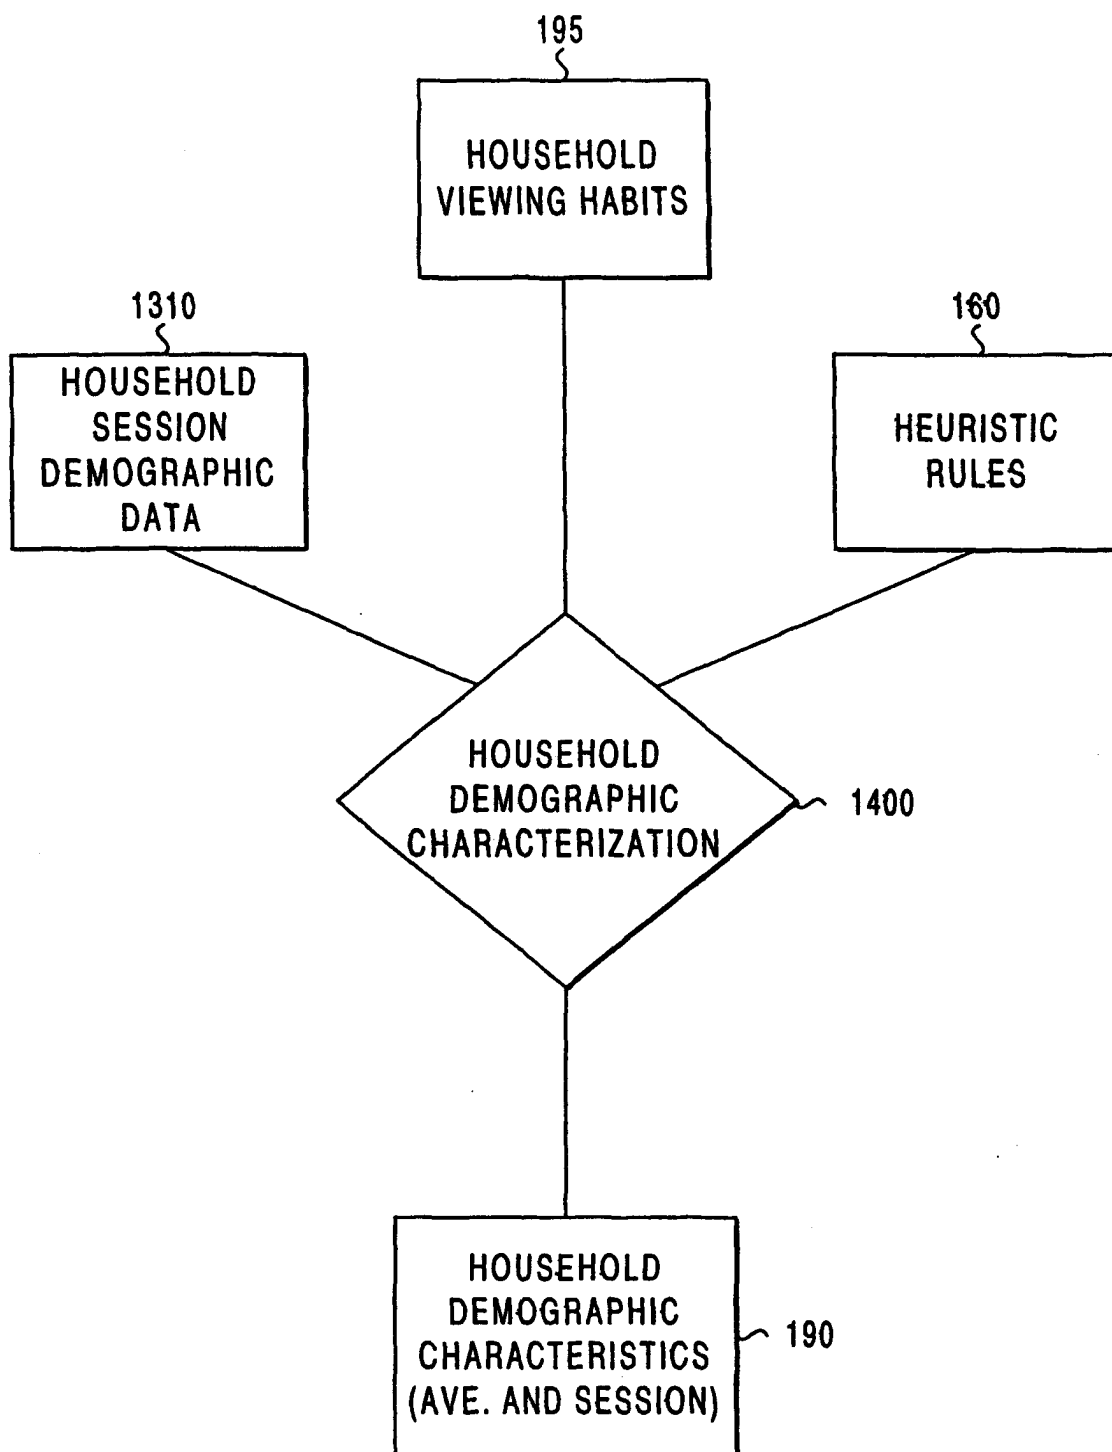 195
HOUSEHOLD
VIEWING HABITS
1310
HOUSEHOLD
SESSION
DEMOGRAPHIC
DATA
160
HEURISTIC
RULES
HOUSEHOLD
DEMOGRAPHIC
CHARACTERIZATION
1400
HOUSEHOLD
DEMOGRAPHIC
CHARACTERISTICS
(AVE. AND SESSION)
190